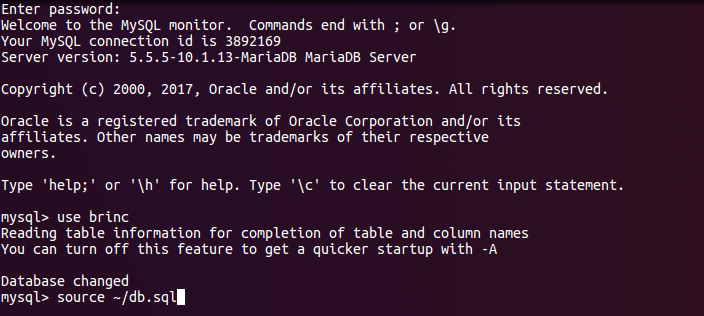 Enter password:
Welcome to the MySQL monitor.  Commands end with ; or \g.
Your MySQL connection id is 3892169
Server version: 5.5.5-10.1.13-MariaDB MariaDB Server

Copyright (c) 2000, 2017, Oracle and/or its affiliates. All rights reserved.

Oracle is a registered trademark of Oracle Corporation and/or its
affiliates. Other names may be trademarks of their respective
owners.

Type 'help;' or '\h' for help. Type '\c' to clear the current input statement.

mysql> use brinc
Reading table information for completion of table and column names
You can turn off this feature to get a quicker startup with -A

Database changed
mysql> source ~/db.sql